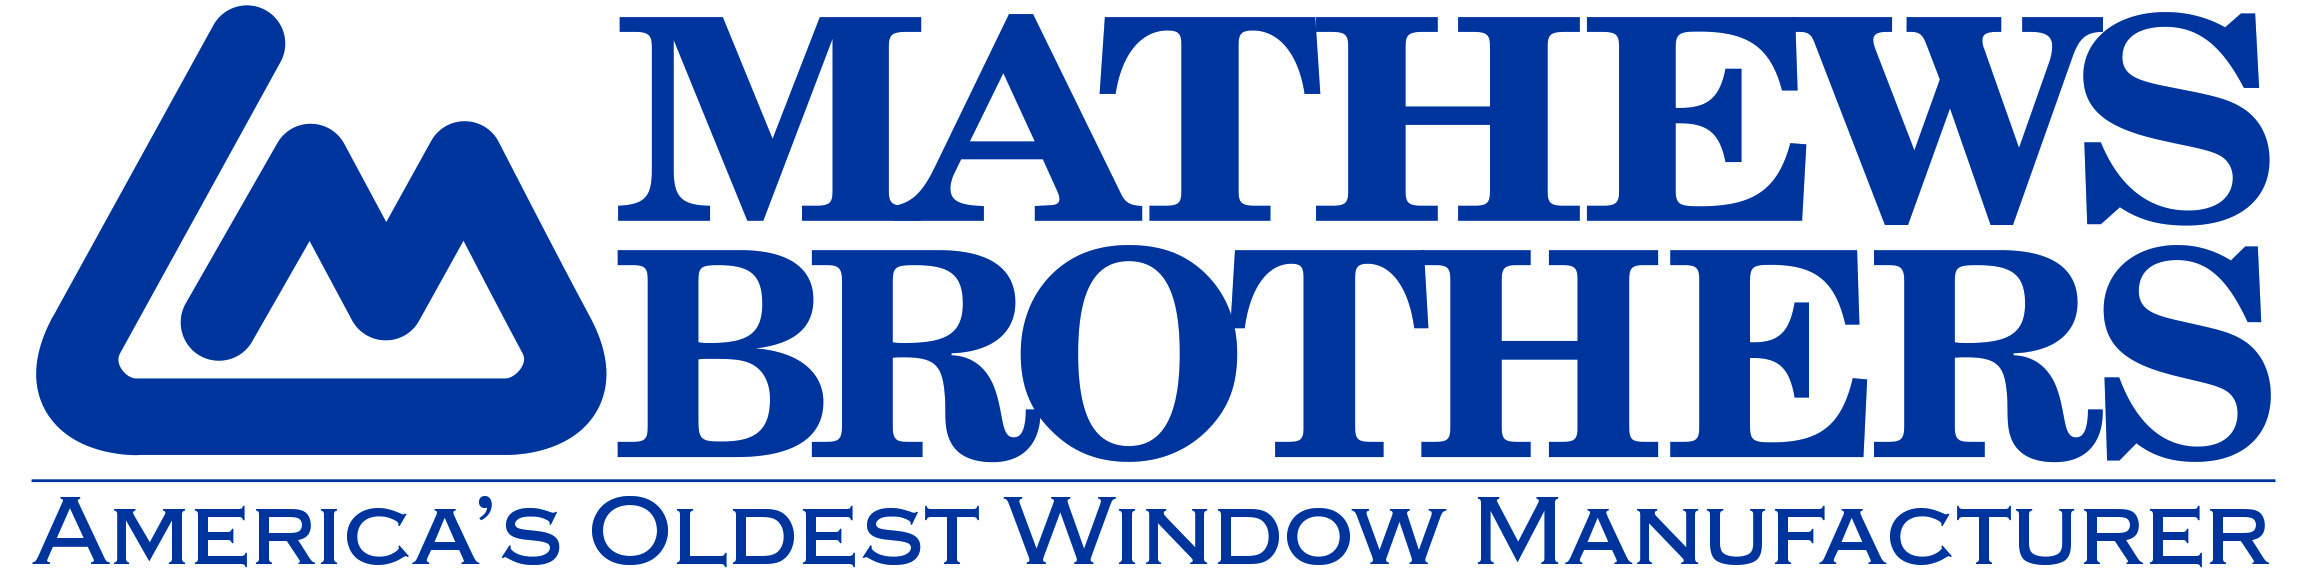 MATHEWS
BROTHERS
AMERICA'S OLDEST WINDOW MANUFACTURER